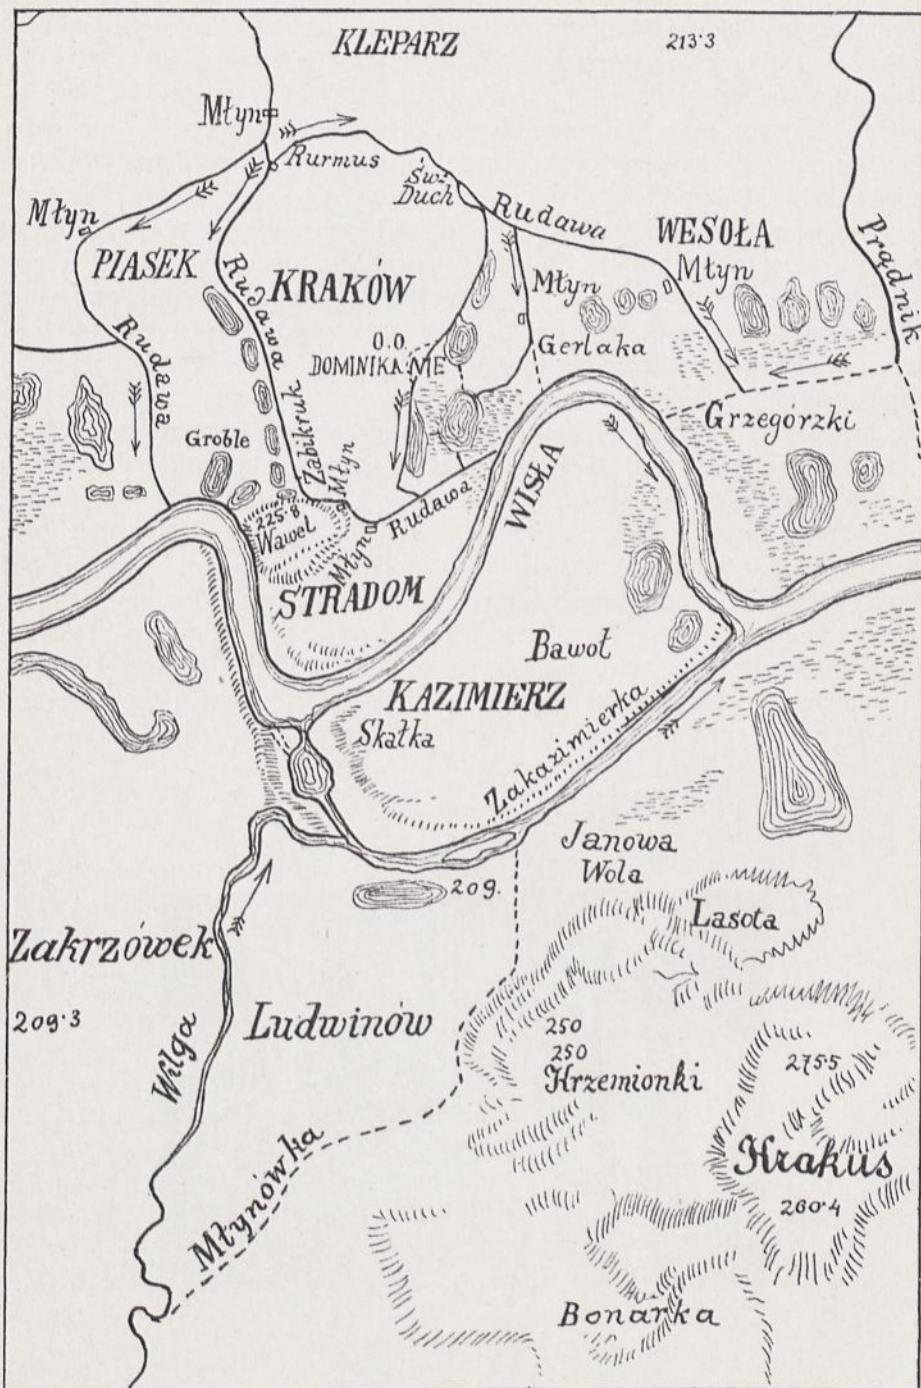 KLEPARZ
213·3
Młyn
Rurmus
Św.
Duch
Młyn
Rudawa
WESOŁA
Prądnik
PIASEK
Rudawa
KRAKÓW
Młyn
Młyn
O.O.
DOMINIKANIE
Gerlaka
Rudawa
Grzegórzki
Groble
Zabikruk
Młyn
WISŁA
225·8
Wawel
Młyn
Rudawa
STRADOM
Bawoł
KAZIMIERZ
Skałka
Zakazimierka
Janowa
Wola
209.
Lasota
Zakrzówek
209·3
Ludwinów
Wilga
250
250
Krzemionki
275·5
Krakus
260·4
Młynówka
Bonarka